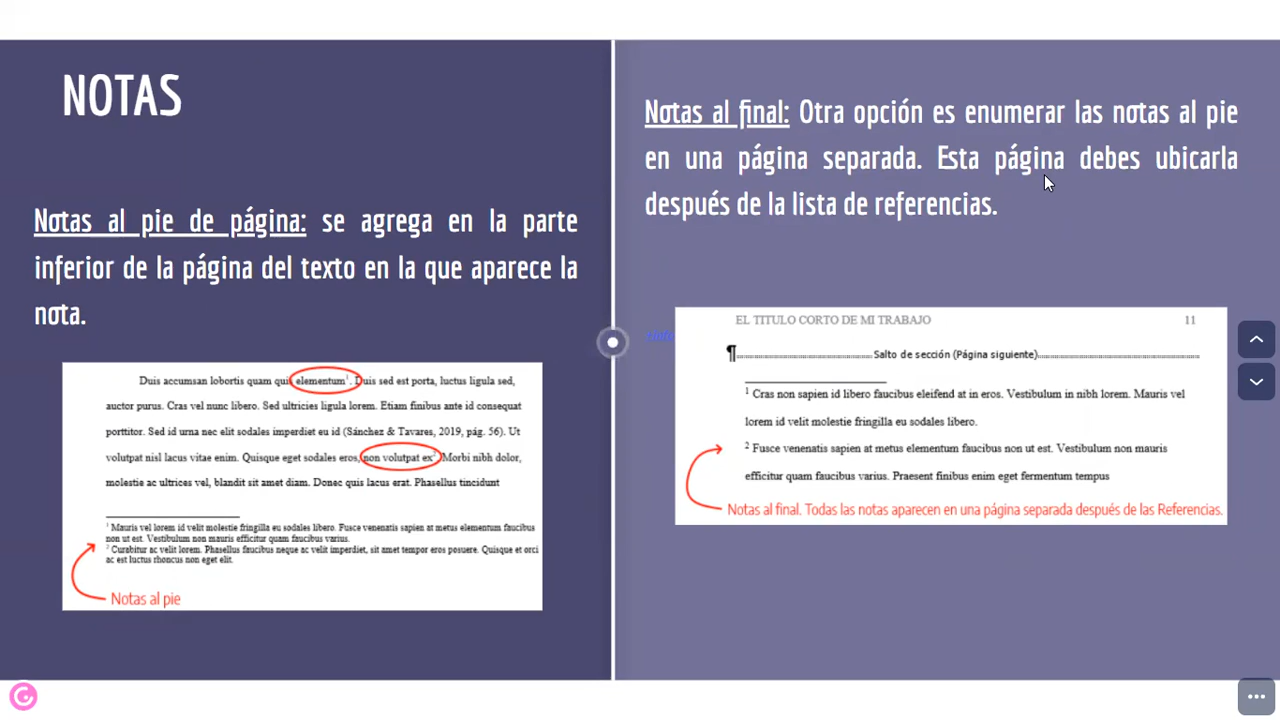 NOTAS
Notas al pie de página: se agrega en la parte
inferior de la página del texto en la que aparece la
nota.
Duis accumsan lobortis quam quis elementum¹. Duis sed est porta, luctus ligula sed,
auctor purus. Cras vel nunc libero. Sed ultricies ligula lorem. Etiam finibus ante id consequat
porttitor. Sed id urna nec elit sodales imperdiet eu id (Sánchez & Tavares, 2019, pág. 56). Ut
volutpat nisl lacus vitae enim. Quisque eget sodales eros, non volutpat ex² Morbi nibh dolor,
molestie ac ultrices vel, blandit sit amet diam. Donec quis lacus erat. Phasellus tincidunt
¹ Mauris vel lorem id velit molestie fringilla eu sodales libero. Fusce venenatis sapien at metus elementum faucibus
non ut est. Vestibulum non mauris efficitur quam faucibus varius.
² Curabitur ac velit lorem. Phasellus faucibus neque ac velit imperdiet, sit amet tempor eros posuere. Quisque et orci
ac est luctus rhoncus non eget elit.
Notas al pie
Notas al final: Otra opción es enumerar las notas al pie
en una página separada. Esta página debes ubicarla
después de la lista de referencias.
EL TITULO CORTO DE MI TRABAJO 11
¶ Salto de sección (Página siguiente)
¹ Cras non sapien id libero faucibus eleifend at in eros. Vestibulum in nibh lorem. Mauris vel
lorem id velit molestie fringilla eu sodales libero.
² Fusce venenatis sapien at metus elementum faucibus non ut est. Vestibulum non mauris
efficitur quam faucibus varius. Praesent finibus enim eget fermentum tempus
Notas al final. Todas las notas aparecen en una página separada después de las Referencias.